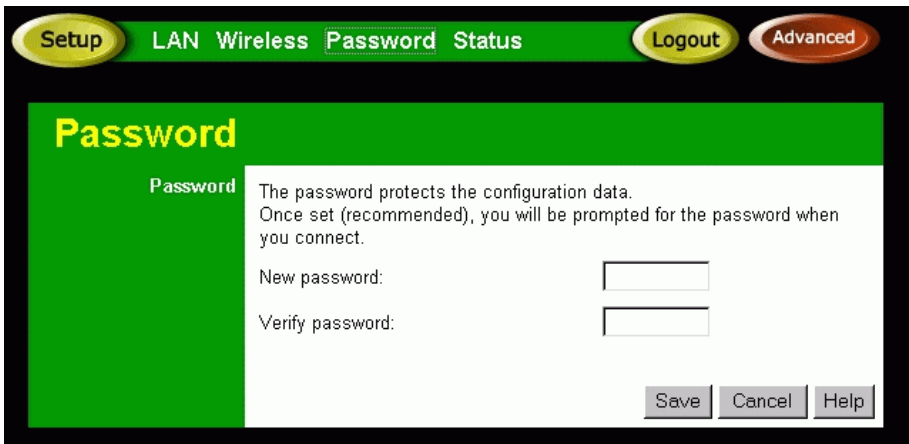 Setup LAN Wireless Password Status Logout Advanced
Password
Password
The password protects the configuration data.
Once set (recommended), you will be prompted for the password when
you connect.
New password:
Verify password:
Save Cancel Help